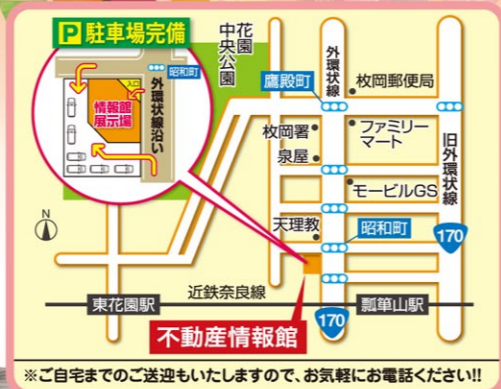 P 駐車場完備
花園
中央公園
外環状線
鷹殿町
枚岡郵便局
昭和町
入口
情報館
展示場
外環状線沿い
枚岡署
ファミリー
マート
泉屋
旧外環状線
モービルGS
天理教
昭和町
170
N
東花園駅
近鉄奈良線
瓢箪山駅
不動産情報館
170
※ご自宅までのご送迎もいたしますので、お気軽にお電話ください!!